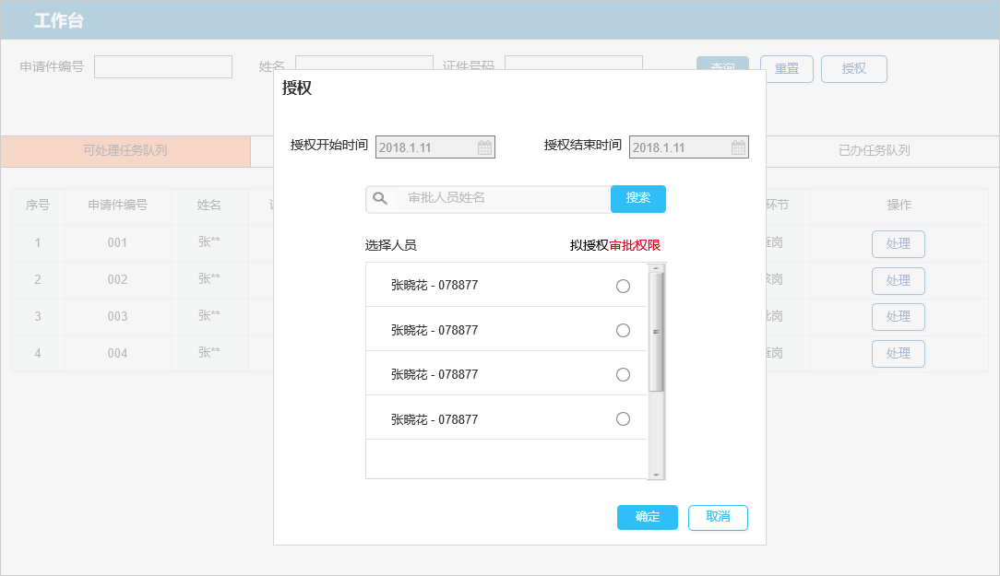 工作台
申请件编号 姓名 证件号码 查询 重置 授权
授权
授权开始时间 2018.1.11 授权结束时间 2018.1.11
可处理任务队列 已办任务队列
审批人员姓名 搜索
序号 申请件编号 姓名 环节 操作
选择人员 拟授权审批权限
1 001 张** 岗 处理
张晓花 - 078877
2 002 张** 岗 处理
3 003 张** 岗 处理
张晓花 - 078877
4 004 张** 岗 处理
张晓花 - 078877
张晓花 - 078877
确定 取消